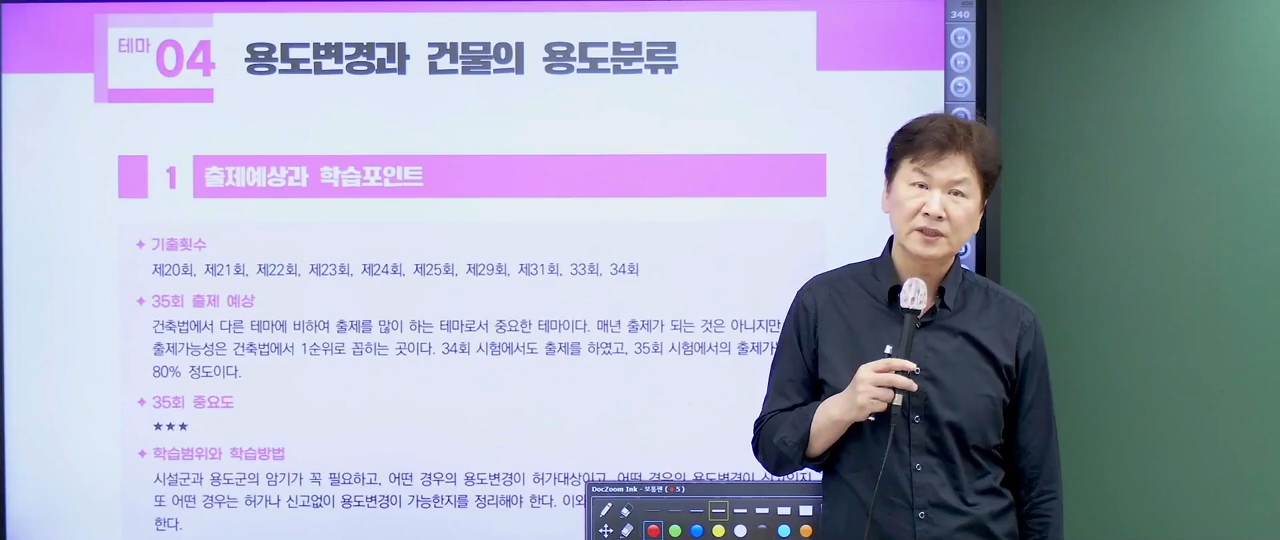 340
테마 04 용도변경과 건물의 용도분류
1 출제예상과 학습포인트
✦ 기출횟수
제20회, 제21회, 제22회, 제23회, 제24회, 제25회, 제29회, 제31회, 33회, 34회
✦ 35회 출제 예상
건축법에서 다른 테마에 비하여 출제를 많이 하는 테마로서 중요한 테마이다. 매년 출제가 되는 것은 아니지만
출제가능성은 건축법에서 1순위로 꼽히는 곳이다. 34회 시험에서도 출제를 하였고, 35회 시험에서의
80% 정도이다.
✦ 35회 중요도
★★★
✦ 학습범위와 학습방법
시설군과 용도군의 암기가 꼭 필요하고, 어떤 경우의 용도변경이 허가대상이고, 어떤 경우의 용도변경이
또 어떤 경우는 허가나 신고없이 용도변경이 가능한지를 정리해야 한다.
한다.
DocZoom Ink - 보통펜 ( 5 )